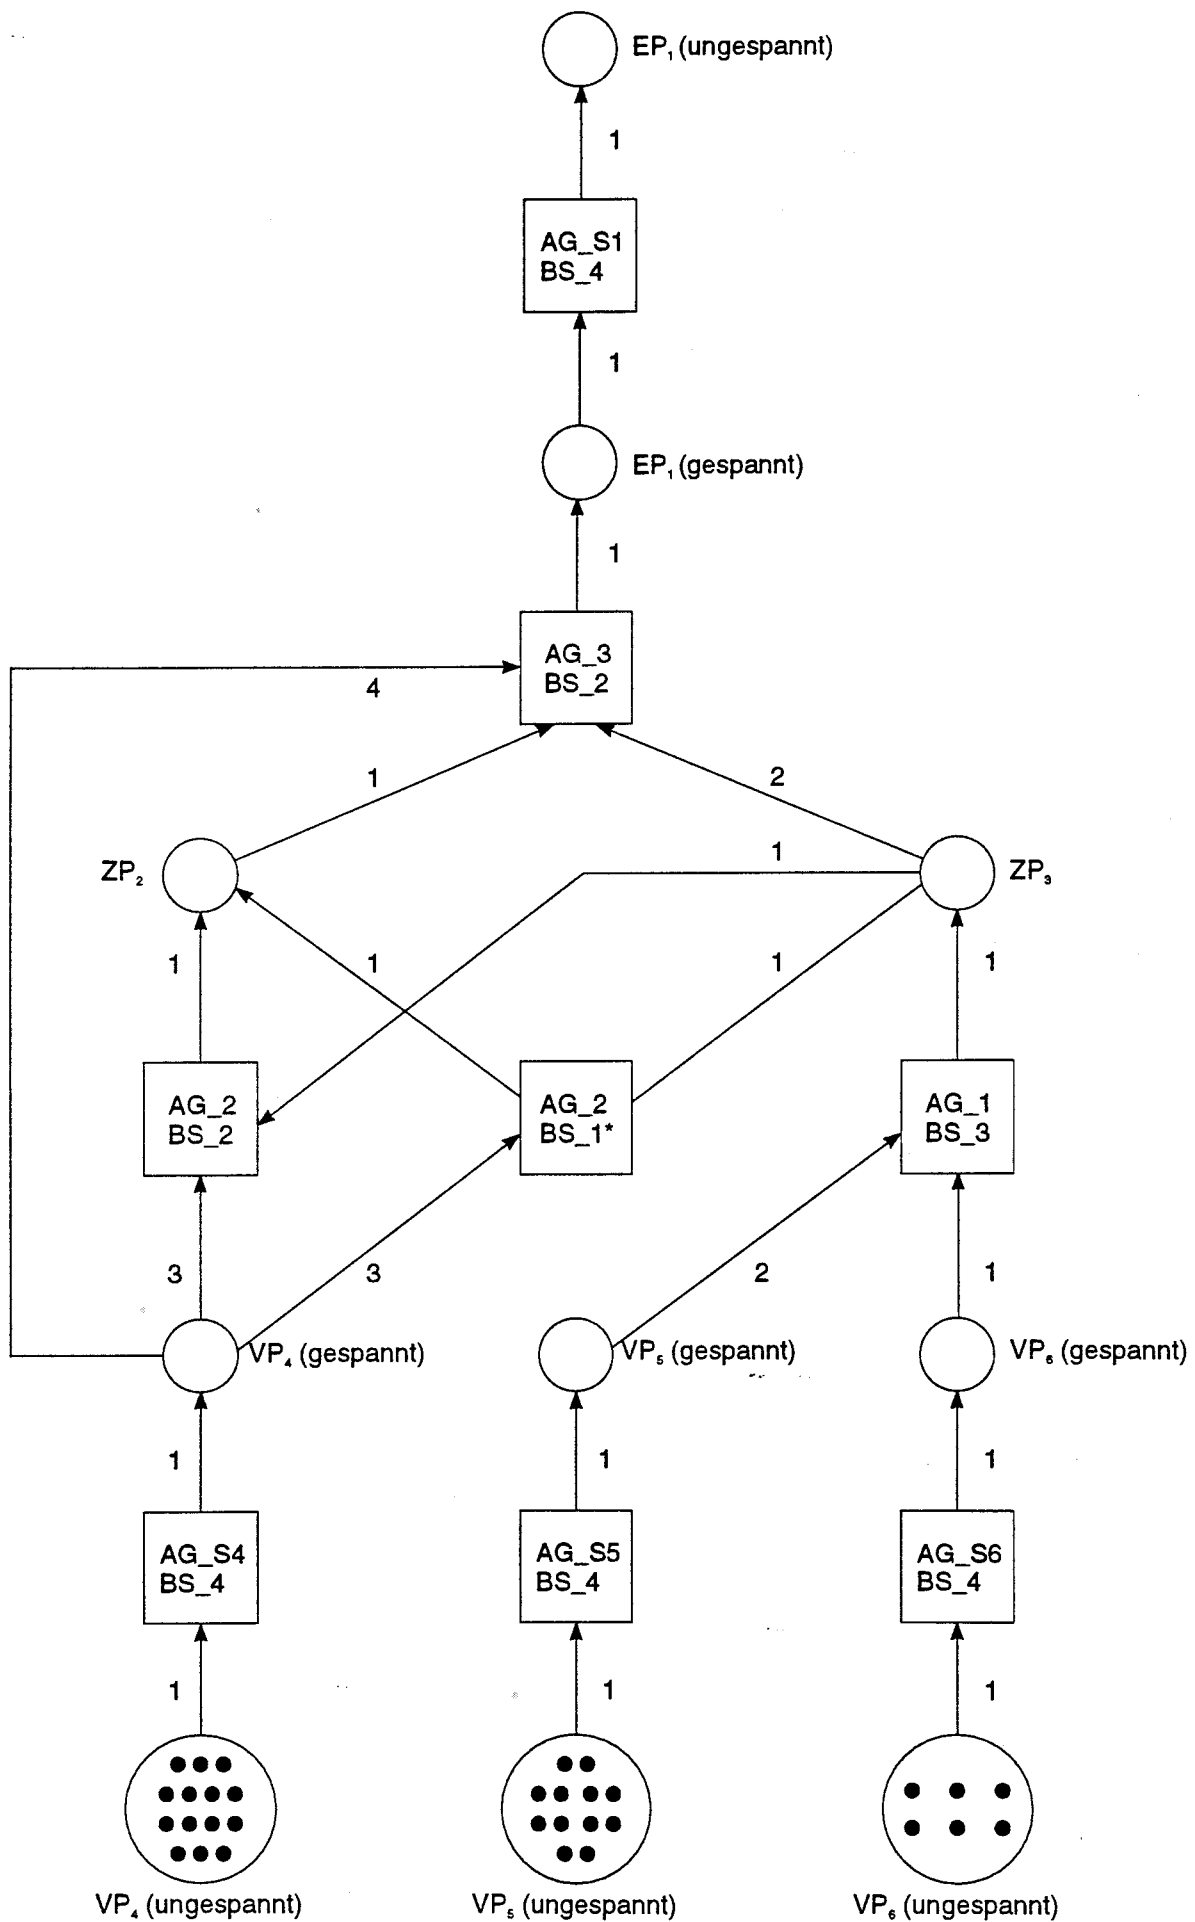 EP₁ (ungespannt)
1
AG_S1
BS_4
1
EP₁ (gespannt)
1
AG_3
BS_2
4
1
2
ZP₂
1
ZP₃
1
1
1
1
AG_2
BS_2
AG_2
BS_1*
AG_1
BS_3
3
3
2
1
VP₄ (gespannt)
VP₅ (gespannt)
VP₆ (gespannt)
1
1
1
AG_S4
BS_4
AG_S5
BS_4
AG_S6
BS_4
1
1
1
VP₄ (ungespannt)
VP₅ (ungespannt)
VP₆ (ungespannt)